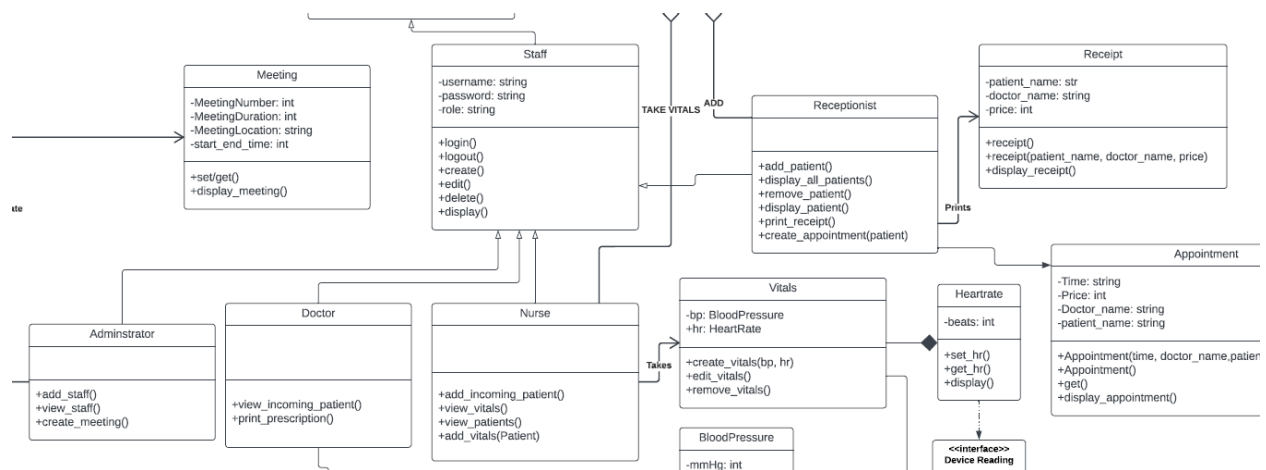 Staff
-username: string
-password: string
-role: string
+login()
+logout()
+create()
+edit()
+delete()
+display()
Meeting
-MeetingNumber: int
-MeetingDuration: int
-MeetingLocation: string
-start_end_time: int
+set/get()
+display_meeting()
ate
TAKE VITALS
ADD
Receptionist
+add_patient()
+display_all_patients()
+remove_patient()
+display_patient()
+print_receipt()
+create_appointment(patient)
Prints
Receipt
-patient_name: str
-doctor_name: string
-price: int
+receipt()
+receipt(patient_name, doctor_name, price)
+display_receipt()
Adminstrator
+add_staff()
+view_staff()
+create_meeting()
Doctor
+view_incoming_patient()
+print_prescription()
Nurse
+add_incoming_patient()
+view_vitals()
+view_patients()
+add_vitals(Patient)
Takes
Vitals
-bp: BloodPressure
+hr: HeartRate
+create_vitals(bp, hr)
+edit_vitals()
+remove_vitals()
Heartrate
-beats: int
+set_hr()
+get_hr()
+display()
Appointment
-Time: string
-Price: int
-Doctor_name: string
-patient_name: string
+Appointment(time, doctor_name,patien
+Appointment()
+get()
+display_appointment()
BloodPressure
-mmHg: int
<<interface>>
Device Reading